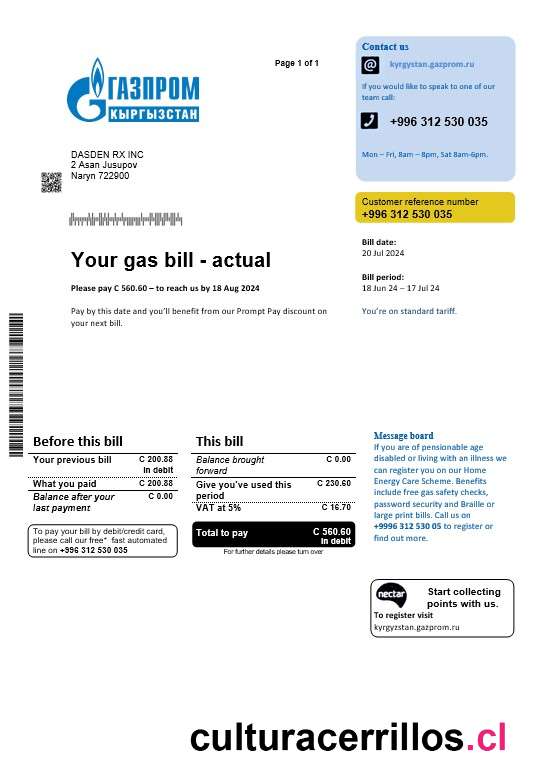 Contact us
Page 1 of 1
@ kyrgystan.gazprom.ru
ГАЗПРОМ
КЫРГЫЗСТАН
If you would like to speak to one of our
team call:
+996 312 530 035
Mon – Fri, 8am – 8pm, Sat 8am-6pm.
DASDEN RX INC
2 Asan Jusupov
Naryn 722900
Customer reference number
+996 312 530 035
Your gas bill - actual
Bill date:
20 Jul 2024
Please pay C 560.60 – to reach us by 18 Aug 2024
Bill period:
18 Jun 24 – 17 Jul 24
Pay by this date and you'll benefit from our Prompt Pay discount on
your next bill.
You're on standard tariff.
Before this bill
Your previous bill C 200.88
In debit
What you paid C 200.88
Balance after your C 0.00
last payment
To pay your bill by debit/credit card,
please call our free* fast automated
line on +996 312 530 035
This bill
Balance brought C 0.00
forward
Give you've used this C 230.60
period
VAT at 5% C 16.70
Total to pay C 560.60
In debit
For further details please turn over
Message board
If you are of pensionable age
disabled or living with an illness we
can register you on our Home
Energy Care Scheme. Benefits
include free gas safety checks,
password security and Braille or
large print bills. Call us on
+9996 312 530 05 to register or
find out more.
nectar
Start collecting
points with us.
To register visit
kyrgyzstan.gazprom.ru
culturacerrillos.cl